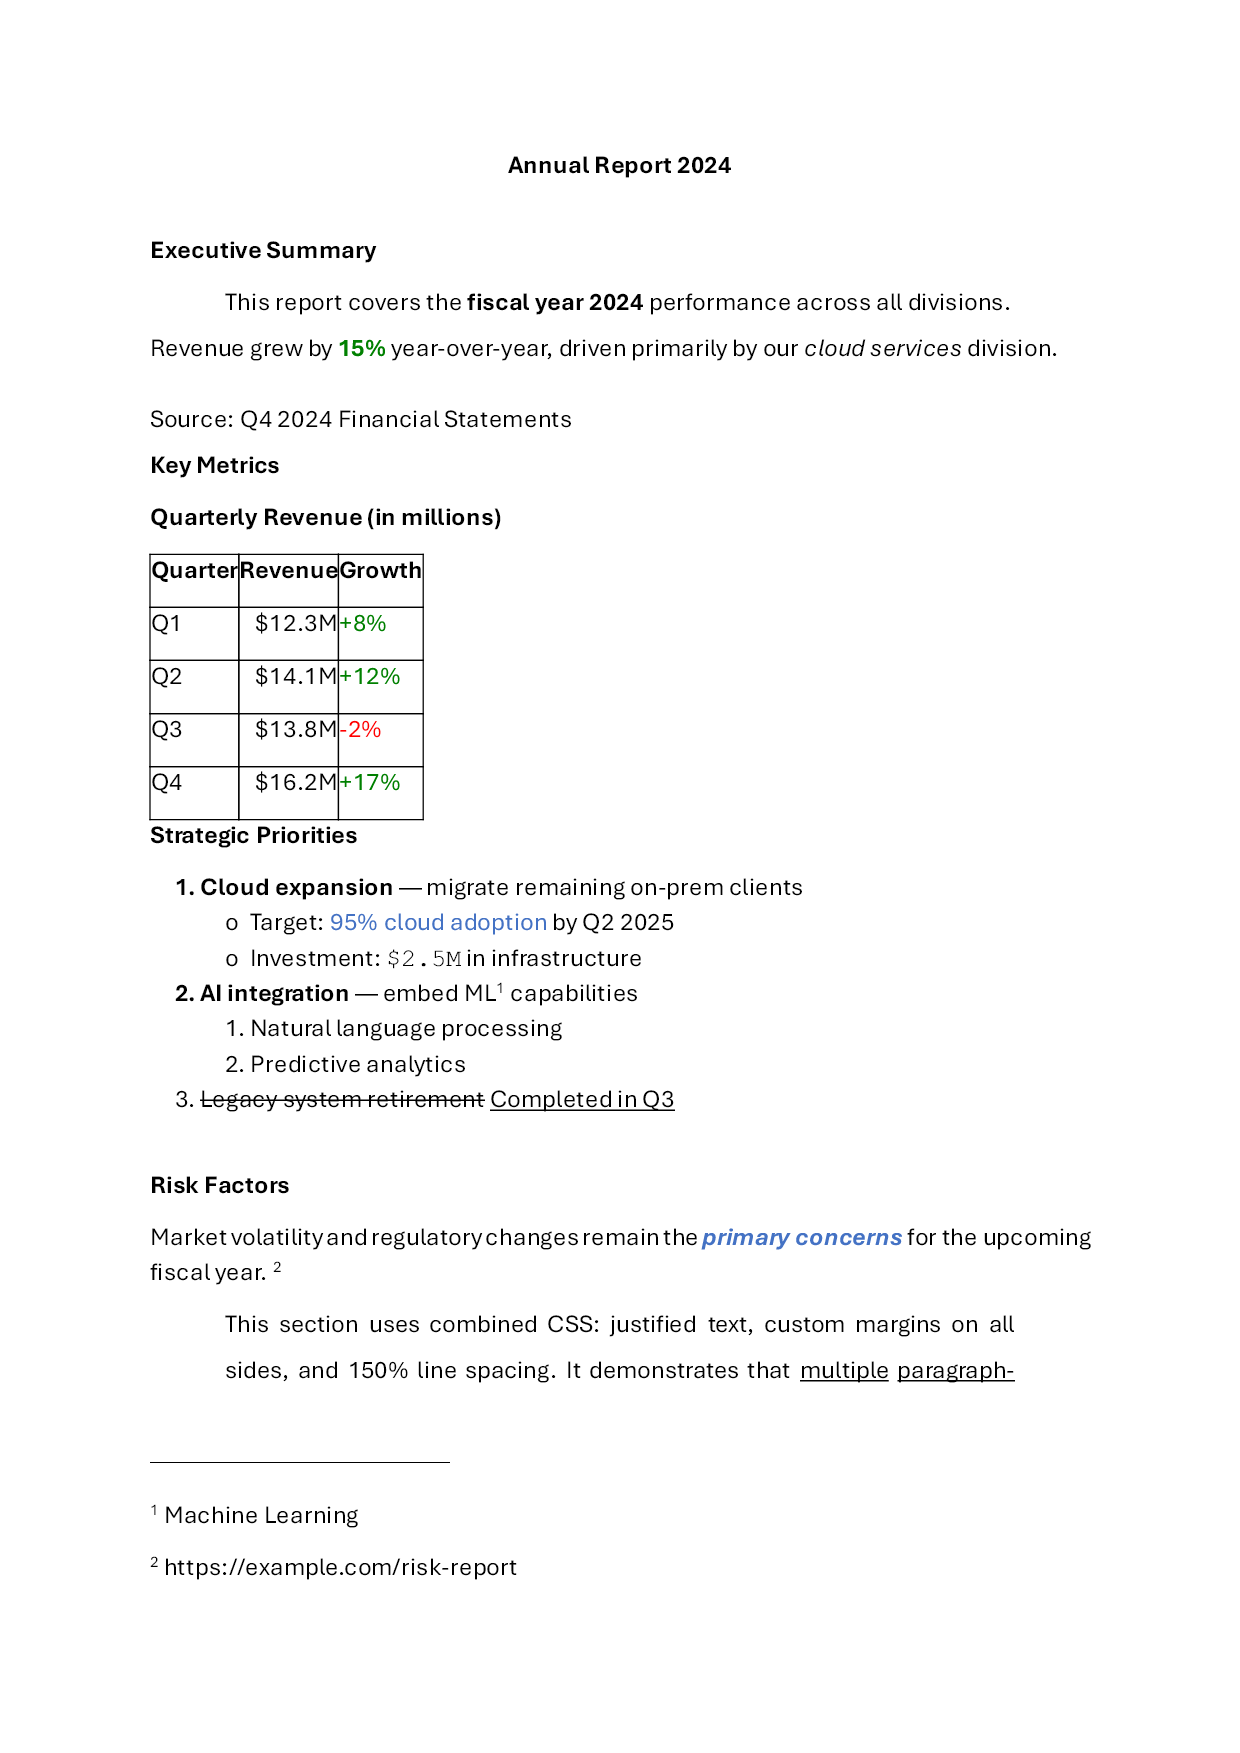 Annual Report 2024
Executive Summary
This report covers the fiscal year 2024 performance across all divisions.
Revenue grew by 15% year-over-year, driven primarily by our cloud services division.
Source: Q4 2024 Financial Statements
Key Metrics
Quarterly Revenue (in millions)
Quarter Revenue Growth
Q1 $12.3M +8%
Q2 $14.1M +12%
Q3 $13.8M -2%
Q4 $16.2M +17%
Strategic Priorities
1. Cloud expansion — migrate remaining on-prem clients
o Target: 95% cloud adoption by Q2 2025
o Investment: $2.5M in infrastructure
2. AI integration — embed ML¹ capabilities
1. Natural language processing
2. Predictive analytics
3. Legacy system retirement Completed in Q3
Risk Factors
Market volatility and regulatory changes remain the primary concerns for the upcoming
fiscal year. ²
This section uses combined CSS: justified text, custom margins on all
sides, and 150% line spacing. It demonstrates that multiple paragraph-
¹ Machine Learning
² https://example.com/risk-report